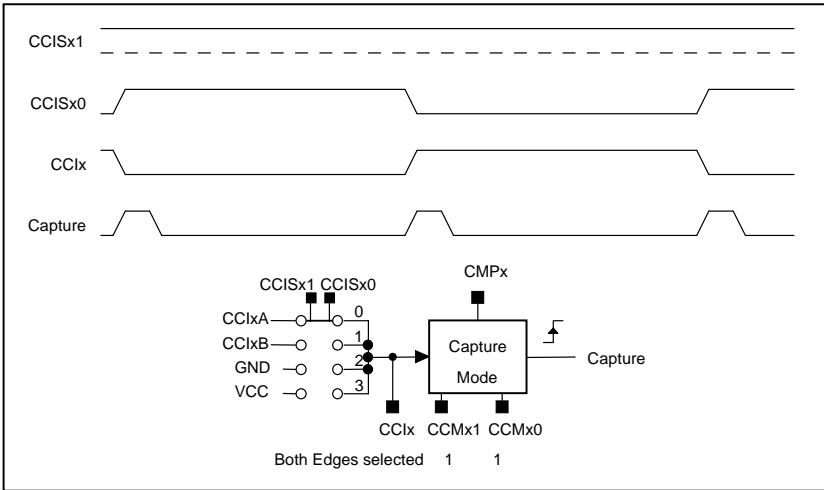 CCISx1
CCISx0
CCIx
Capture
CMPx
CCISx1 CCISx0
CCIxA 0
CCIxB 1
GND 2
VCC 3
Capture
Mode
Capture
CCIx CCMx1 CCMx0
Both Edges selected 1 1